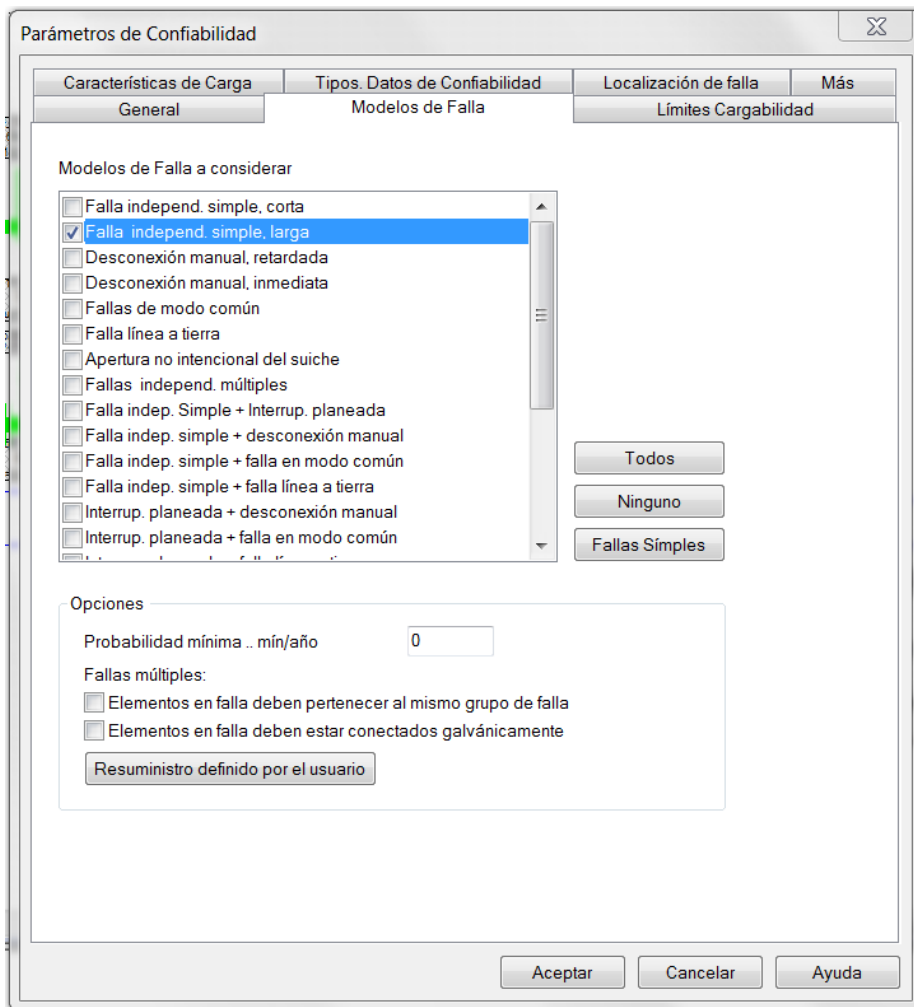 Parámetros de Confiabilidad
Características de Carga Tipos. Datos de Confiabilidad Localización de falla Más
General Modelos de Falla Límites Cargabilidad
Modelos de Falla a considerar
Falla independ. simple, corta
Falla independ. simple, larga
Desconexión manual, retardada
Desconexión manual, inmediata
Fallas de modo común
Falla línea a tierra
Apertura no intencional del suiche
Fallas independ. múltiples
Falla indep. Simple + Interrup. planeada
Falla indep. simple + desconexión manual
Falla indep. simple + falla en modo común
Falla indep. simple + falla línea a tierra
Interrup. planeada + desconexión manual
Interrup. planeada + falla en modo común
Todos
Ninguno
Fallas Símples
Opciones
Probabilidad mínima .. mín/año 0
Fallas múltiples:
Elementos en falla deben pertenecer al mismo grupo de falla
Elementos en falla deben estar conectados galvánicamente
Resuministro definido por el usuario
Aceptar Cancelar Ayuda